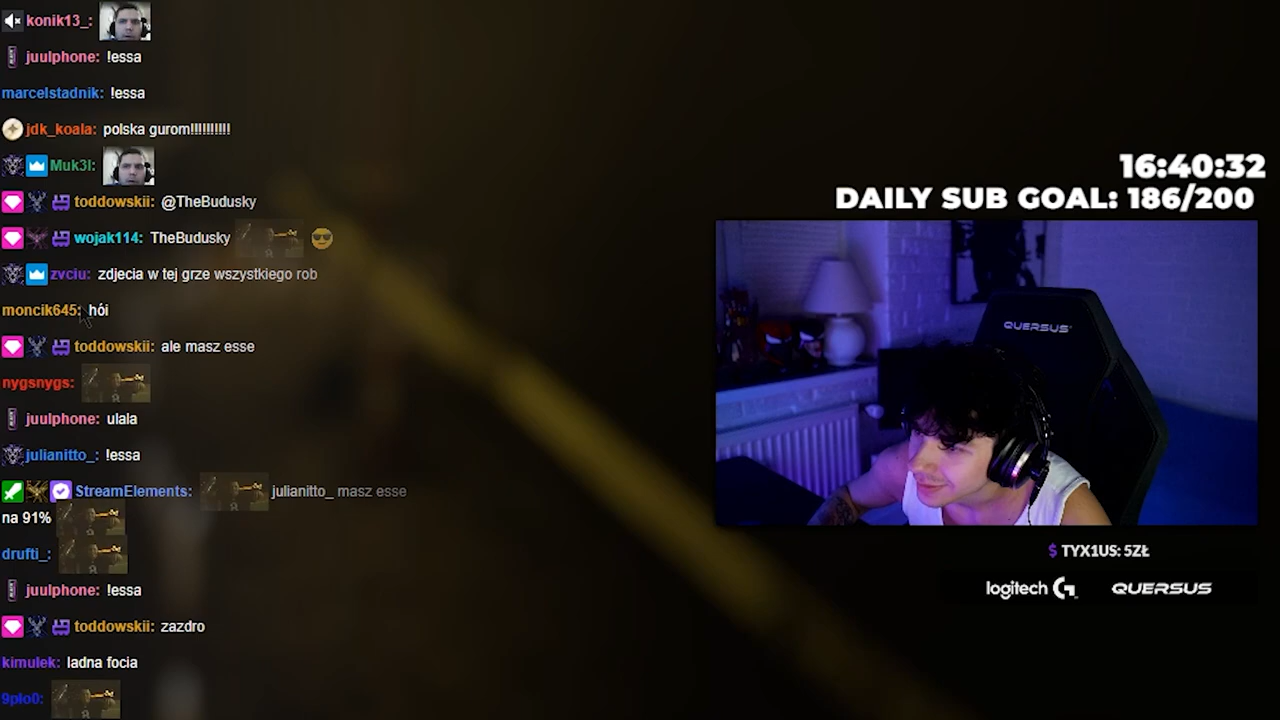 konik13_:
juulphone: !essa
marcelstadnik: !essa
jdk_koala: polska gurom!!!!!!!!!!
Muk3l:
toddowskii: @TheBudusky
wojak114: TheBudusky
zvciu: zdjecia w tej grze wszystkiego rob
moncik645: hói
toddowskii: ale masz esse
nygsnygs:
juulphone: ulala
julianitto_: !essa
StreamElements: julianitto_ masz esse
na 91%
drufti_:
juulphone: !essa
toddowskii: zazdro
kimulek: ladna focia
9plo0:
16:40:32
DAILY SUB GOAL: 186/200
QUERSUS
$ TYX1US: 5ZŁ
logitech G QUERSUS